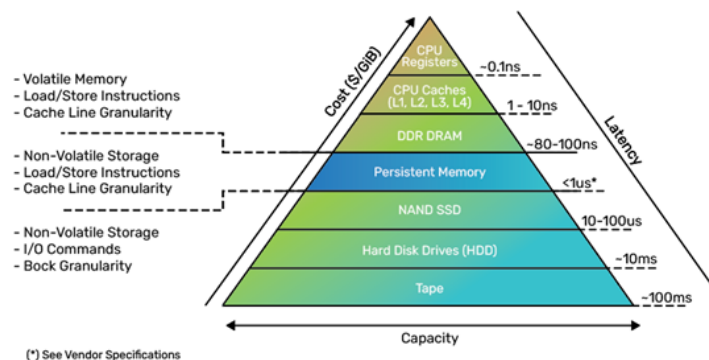 CPU
Registers
~0.1ns
CPU Caches
(L1, L2, L3, L4)
1 - 10ns
DDR DRAM
~80-100ns
Persistent Memory
<1us*
NAND SSD
10-100us
Hard Disk Drives (HDD)
~10ms
Tape
~100ms
Cost ($/GiB)
Latency
Capacity
- Volatile Memory
- Load/Store Instructions
- Cache Line Granularity
- Non-Volatile Storage
- Load/Store Instructions
- Cache Line Granularity
- Non-Volatile Storage
- I/O Commands
- Bock Granularity
(*) See Vendor Specifications